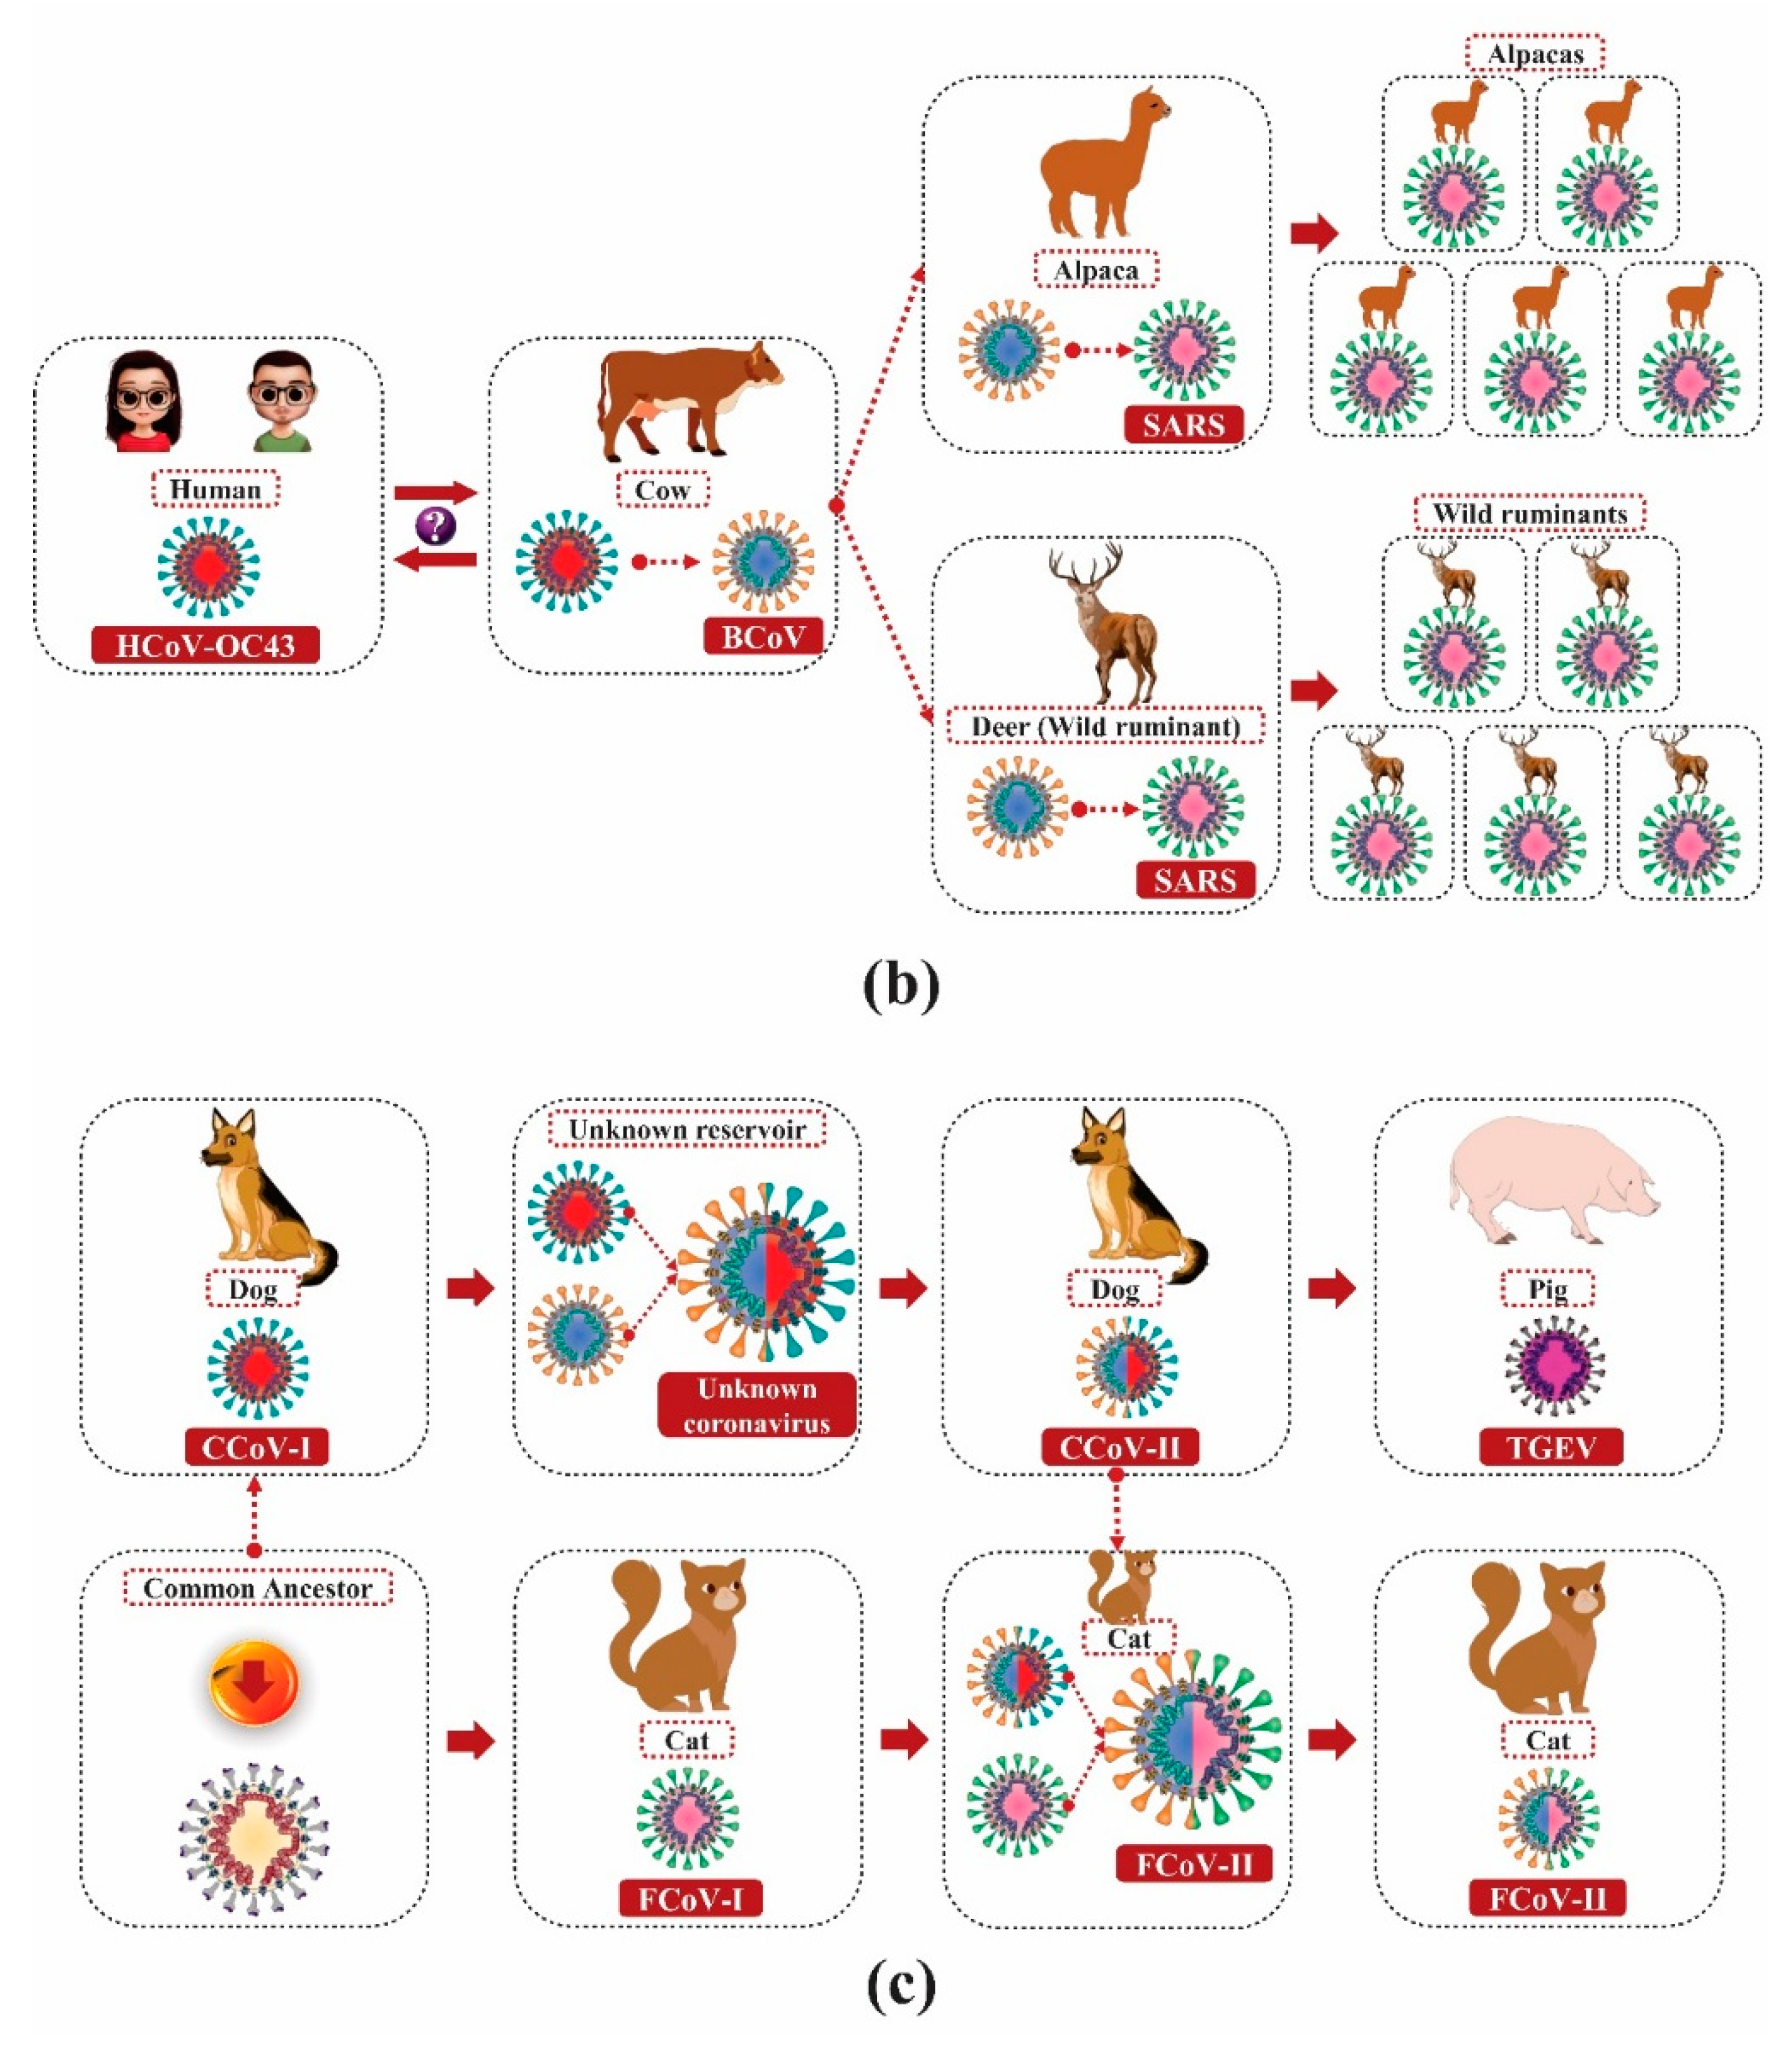 Alpacas
Alpaca
SARS
Human
?
HCoV-OC43
Cow
BCoV
Wild ruminants
Deer (Wild ruminant)
SARS
(b)
Dog
CCoV-I
Unknown reservoir
Unknown
coronavirus
Dog
CCoV-II
Pig
TGEV
Common Ancestor
Cat
FCoV-I
Cat
FCoV-II
Cat
FCoV-II
(c)